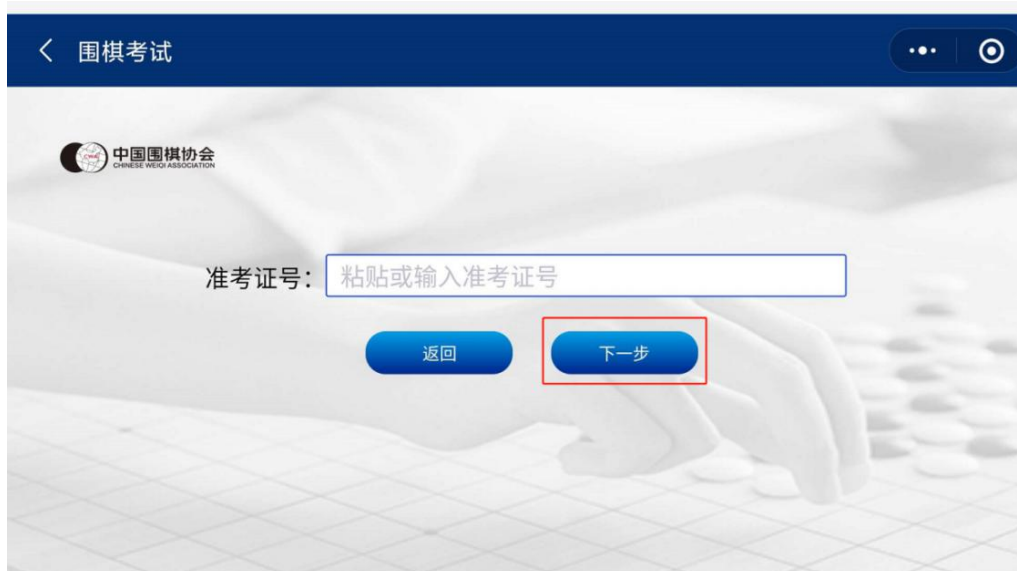 围棋考试
CWA
中国围棋协会
CHINESE WEIQI ASSOCIATION
准考证号： 粘贴或输入准考证号
返回 下一步